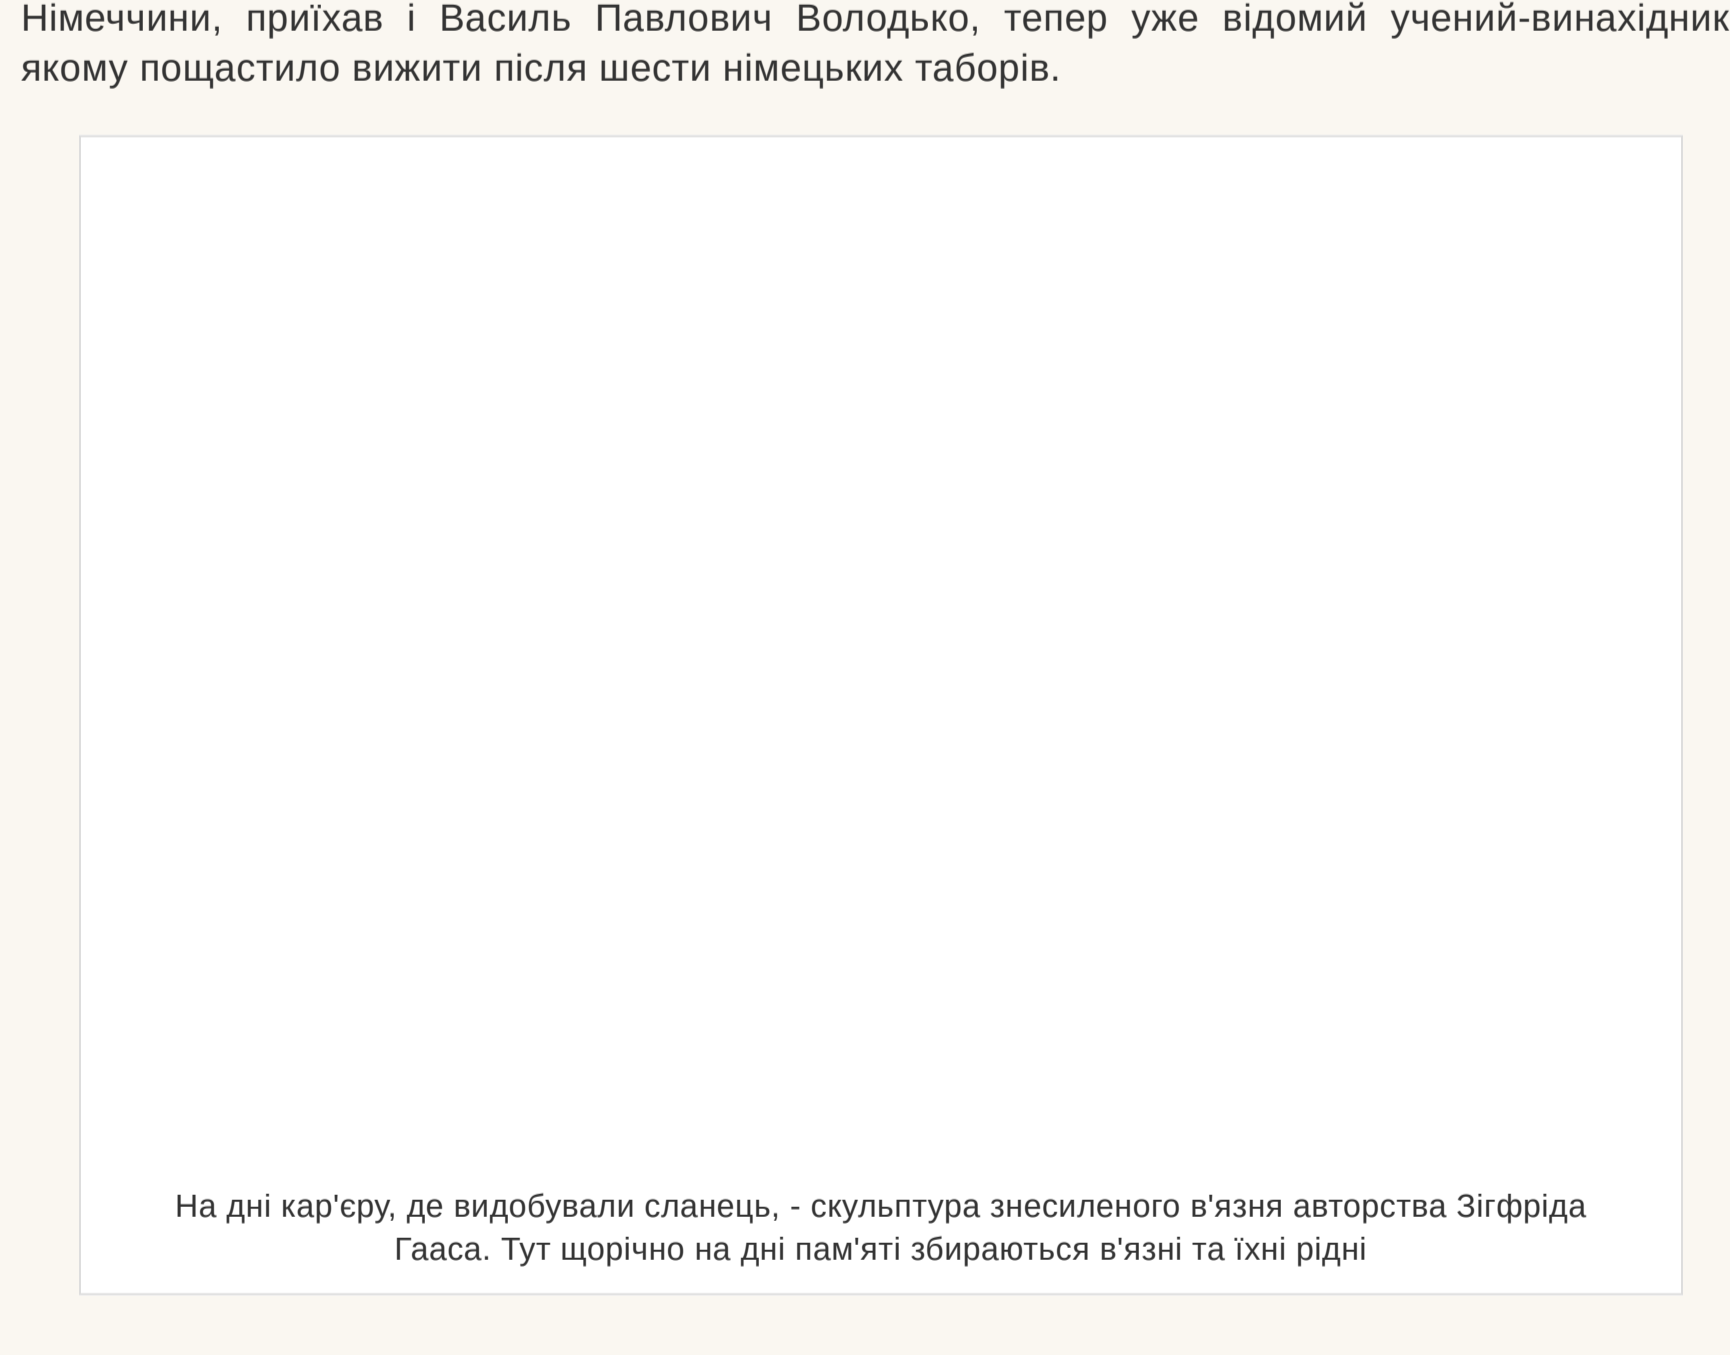 Німеччини, приїхав і Василь Павлович Володько, тепер уже відомий учений-винахідник
якому пощастило вижити після шести німецьких таборів.
На дні кар'єру, де видобували сланець, - скульптура знесиленого в'язня авторства Зігфріда
Гааса. Тут щорічно на дні пам'яті збираються в'язні та їхні рідні